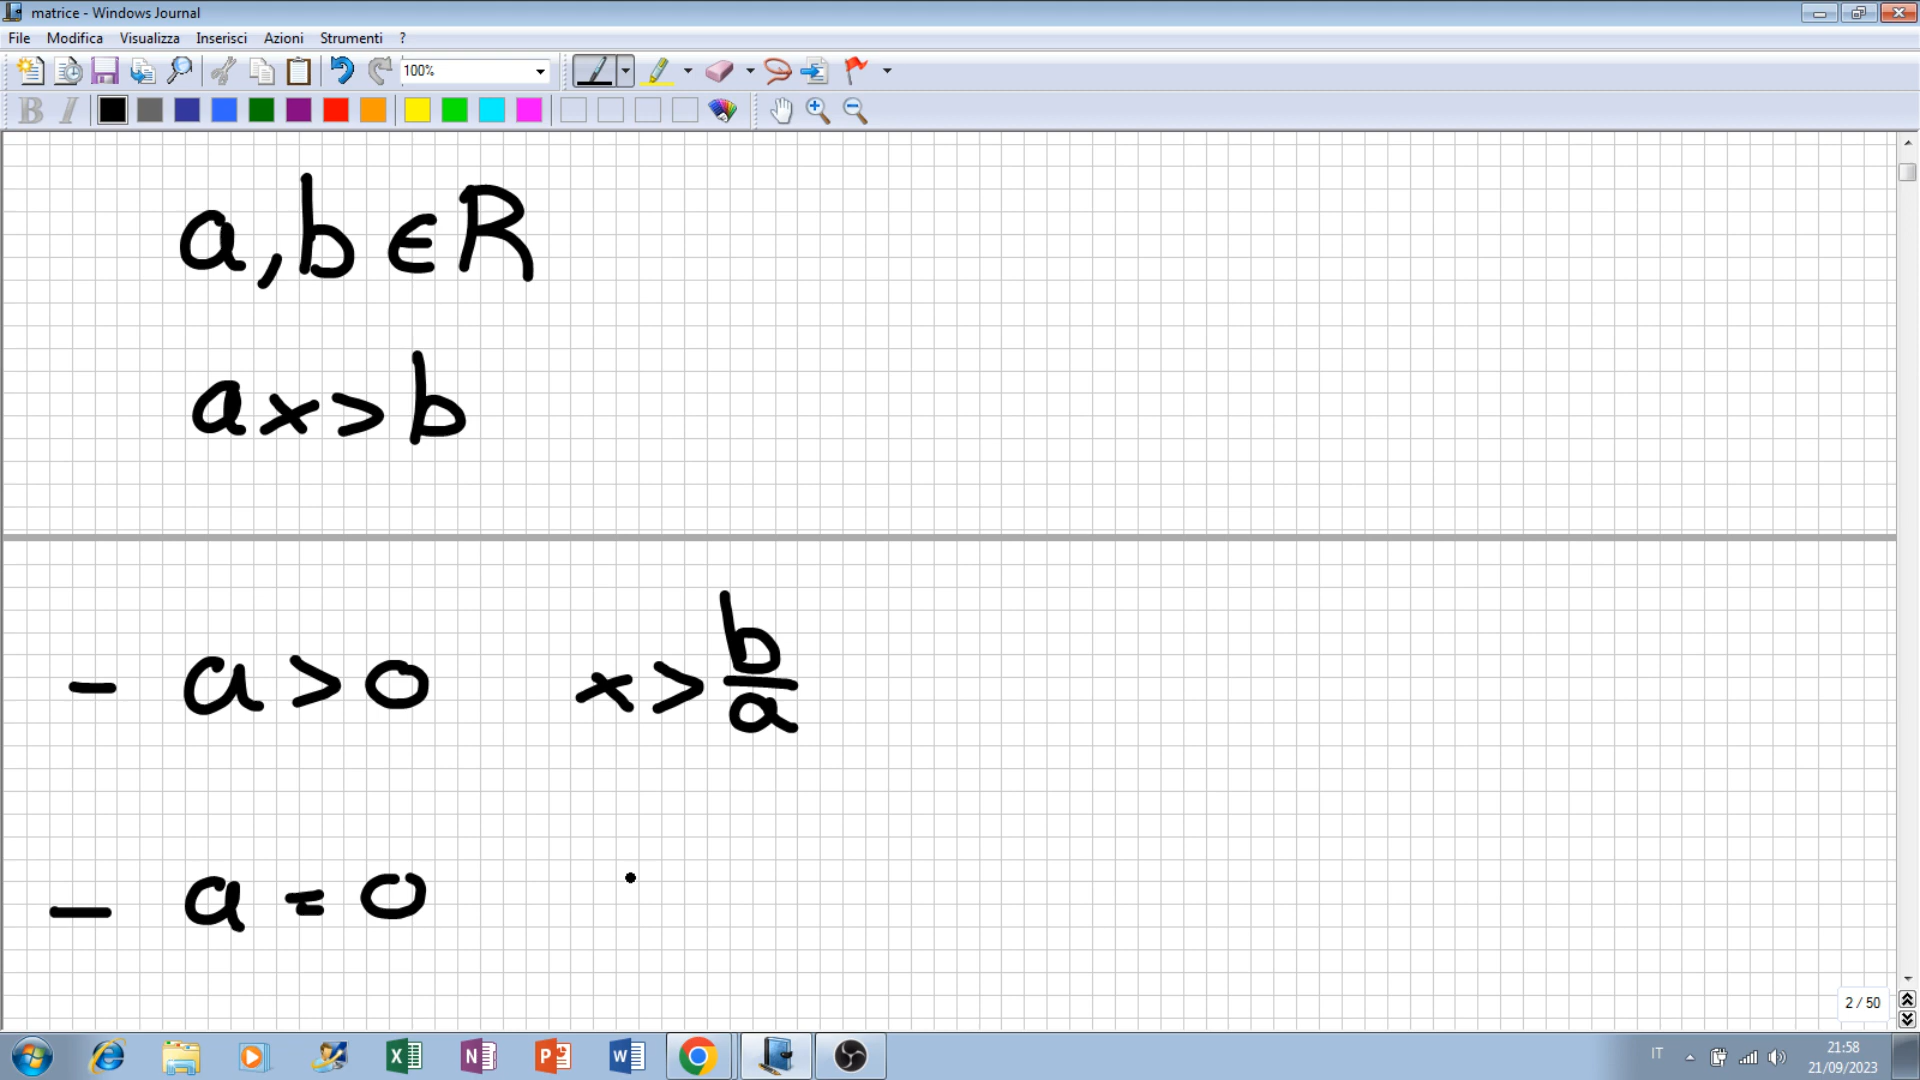 matrice - Windows Journal
File Modifica Visualizza Inserisci Azioni Strumenti ?
100%
B I
a, b ∈ R
ax > b
- a > 0 x > b/a
- a = 0
2 / 50
IT
21:58
21/09/2023